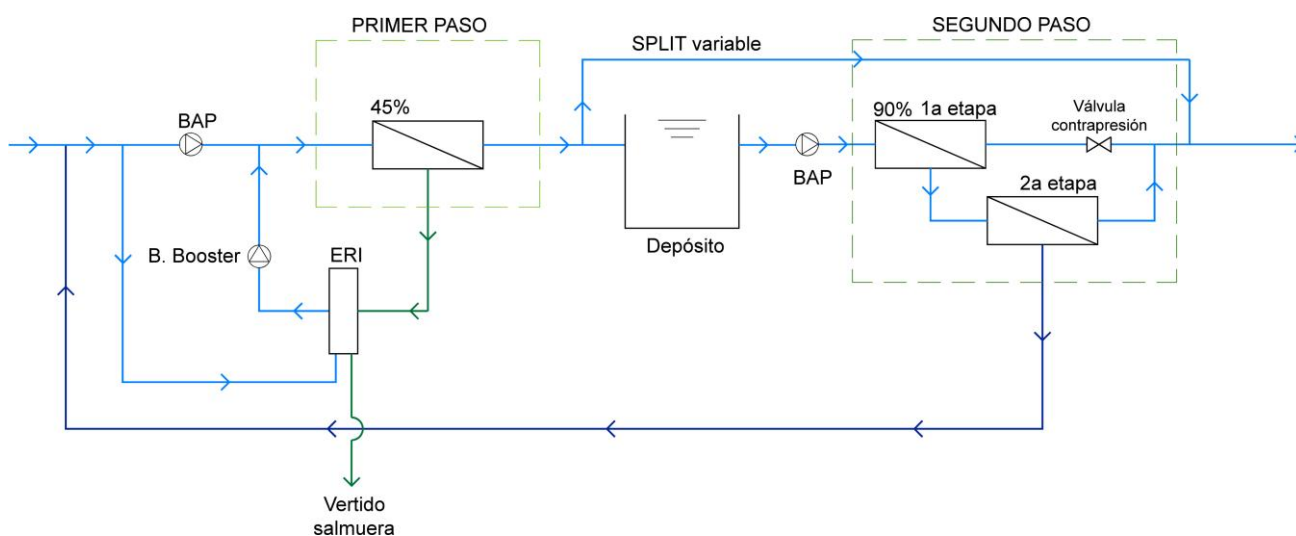 PRIMER PASO
SEGUNDO PASO
SPLIT variable
45%
90% 1a etapa
Válvula
contrapresión
BAP
BAP
2a etapa
Depósito
B. Booster
ERI
Vertido
salmuera